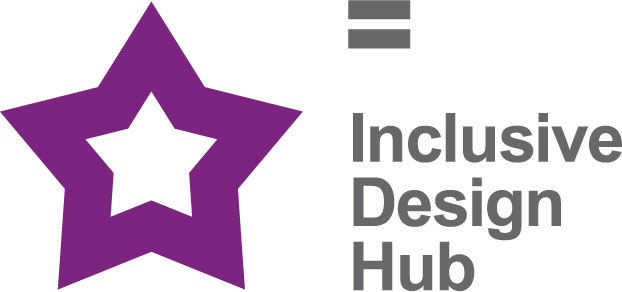 =
Inclusive
Design
Hub